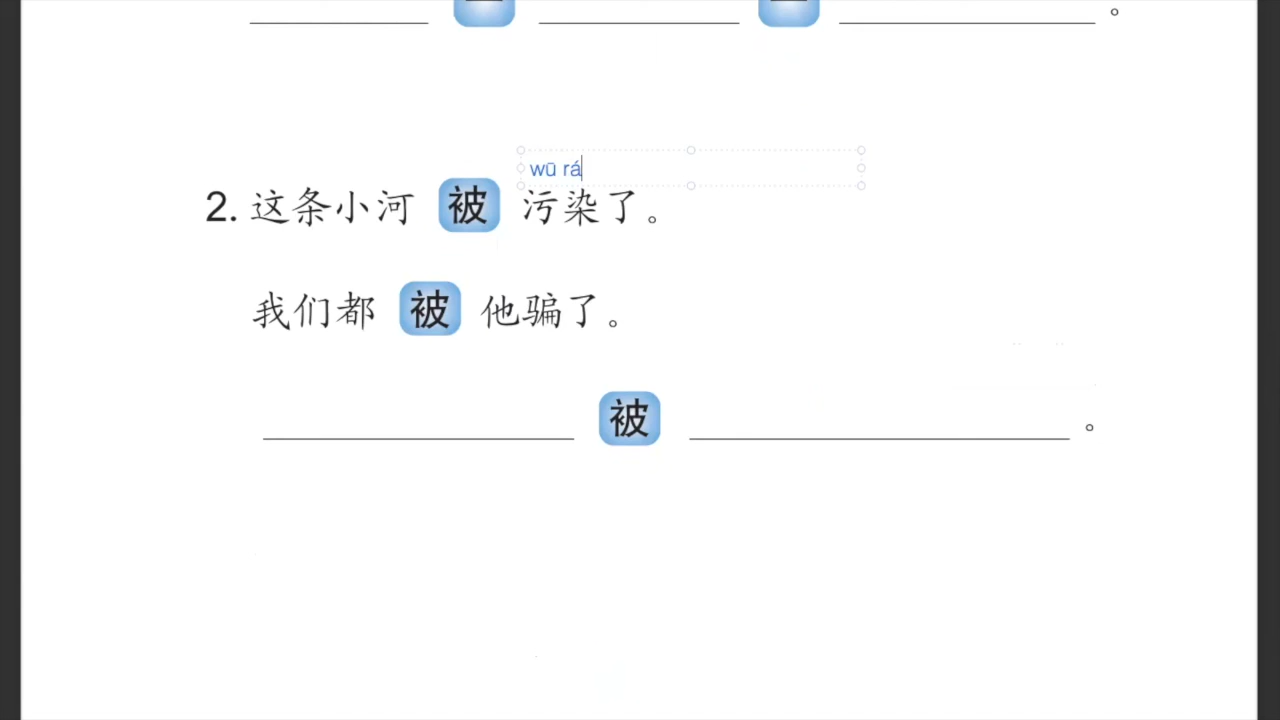 。
wū rá
2. 这条小河 被 污染了。
我们都 被 他骗了。
被 。